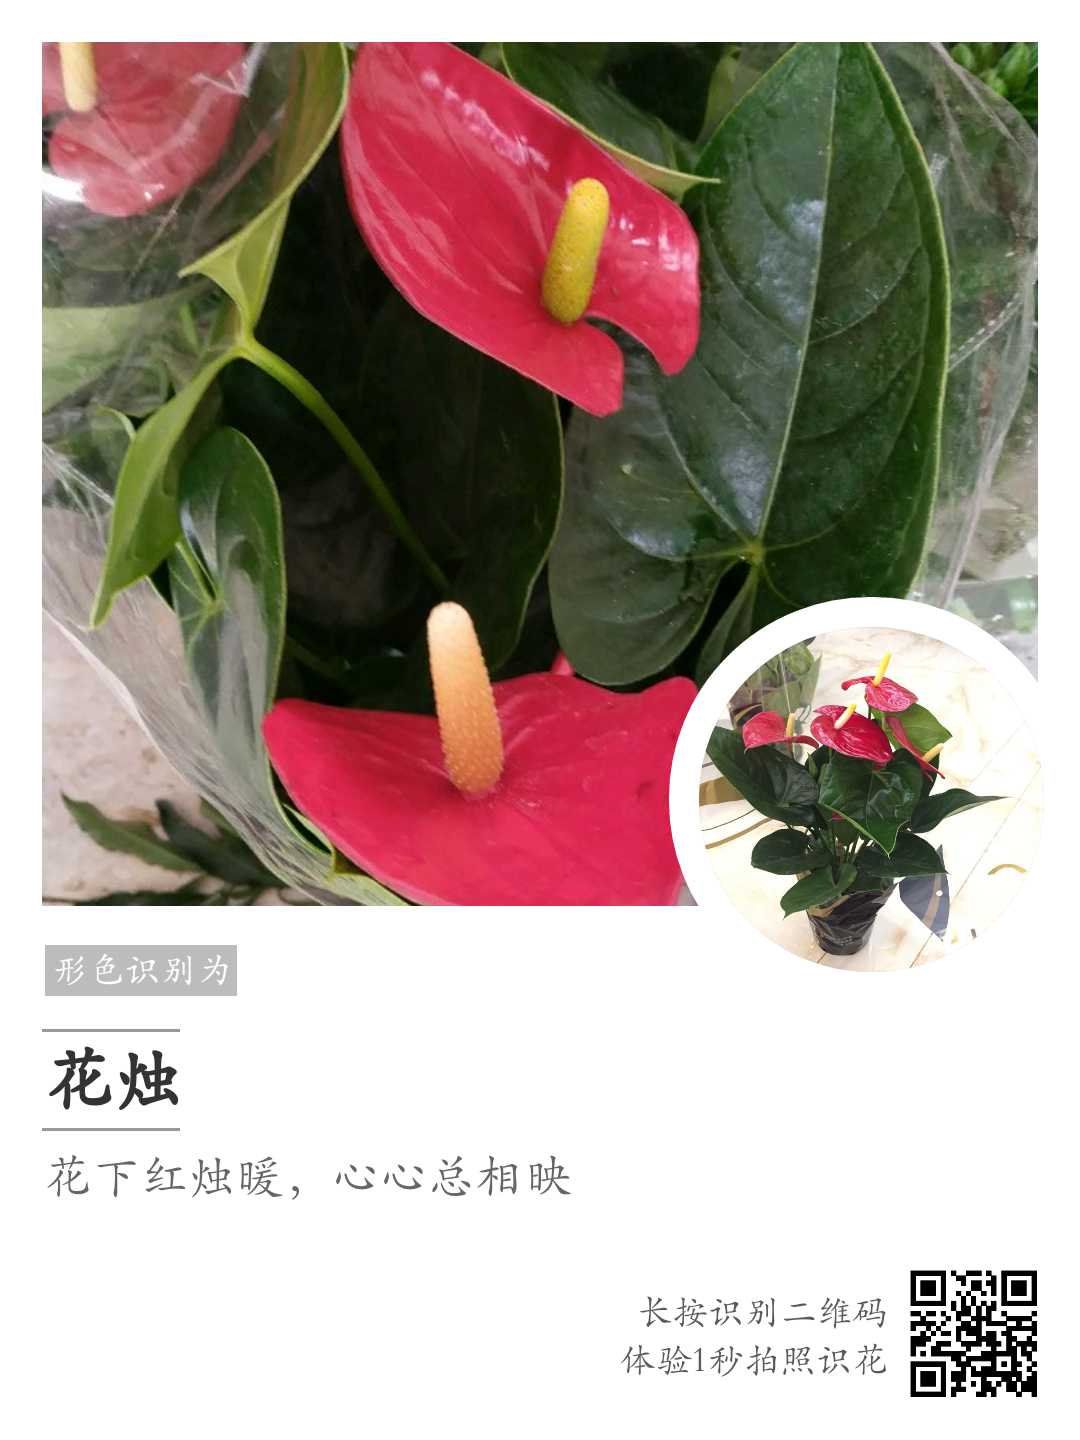 形色识别为
花烛
花下红烛暖，心心总相映
长按识别二维码
体验1秒拍照识花